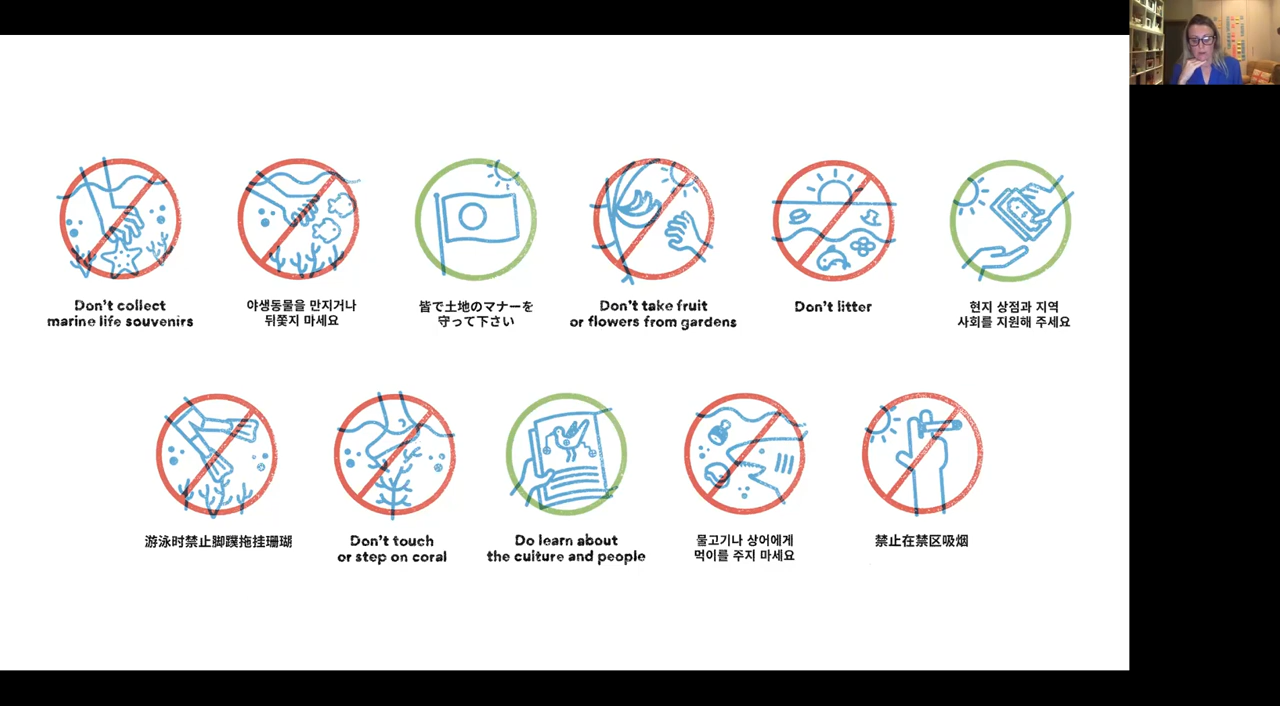 Don't collect
marine life souvenirs
야생동물을 만지거나
뒤쫓지 마세요
皆で土地のマナーを
守って下さい
Don't take fruit
or flowers from gardens
Don't litter
현지 상점과 지역
사회를 지원해 주세요
游泳时禁止脚蹼拖挂珊瑚
Don't touch
or step on coral
Do learn about
the culture and people
물고기나 상어에게
먹이를 주지 마세요
禁止在禁区吸烟